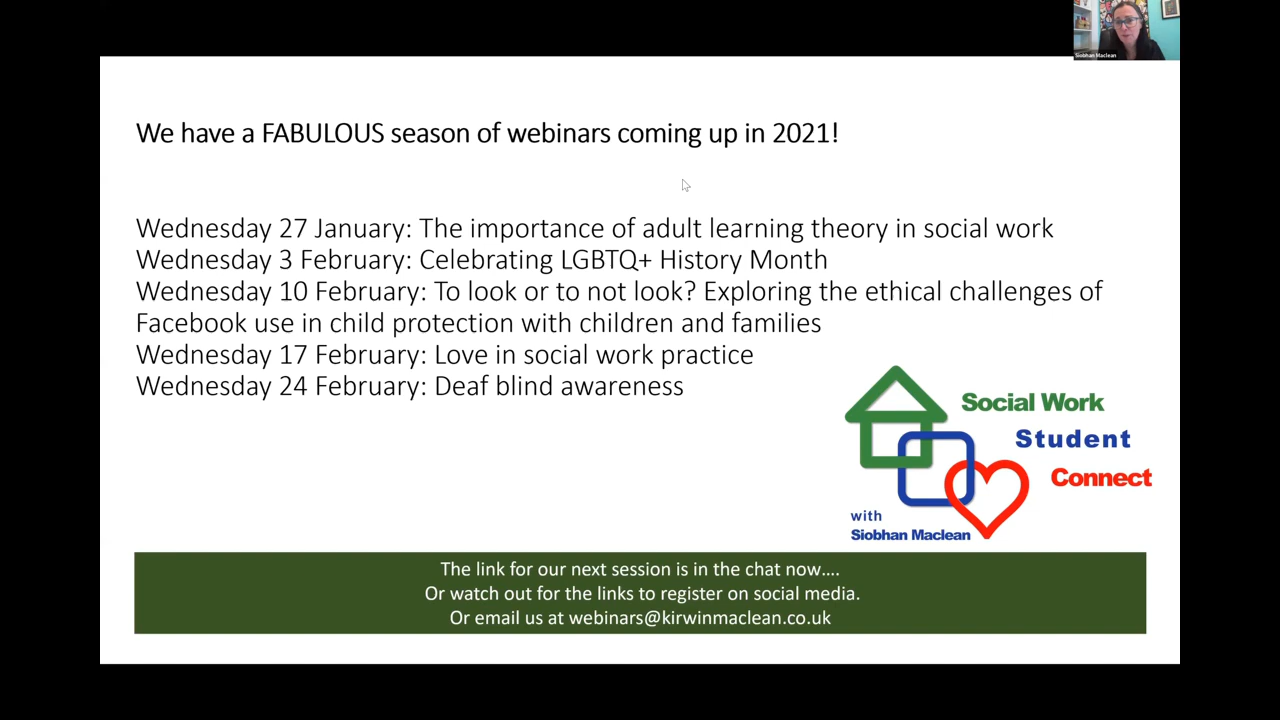 Siobhan Maclean
We have a FABULOUS season of webinars coming up in 2021!
Wednesday 27 January: The importance of adult learning theory in social work
Wednesday 3 February: Celebrating LGBTQ+ History Month
Wednesday 10 February: To look or to not look? Exploring the ethical challenges of
Facebook use in child protection with children and families
Wednesday 17 February: Love in social work practice
Wednesday 24 February: Deaf blind awareness
Social Work
Student
Connect
with
Siobhan Maclean
The link for our next session is in the chat now....
Or watch out for the links to register on social media.
Or email us at webinars@kirwinmaclean.co.uk